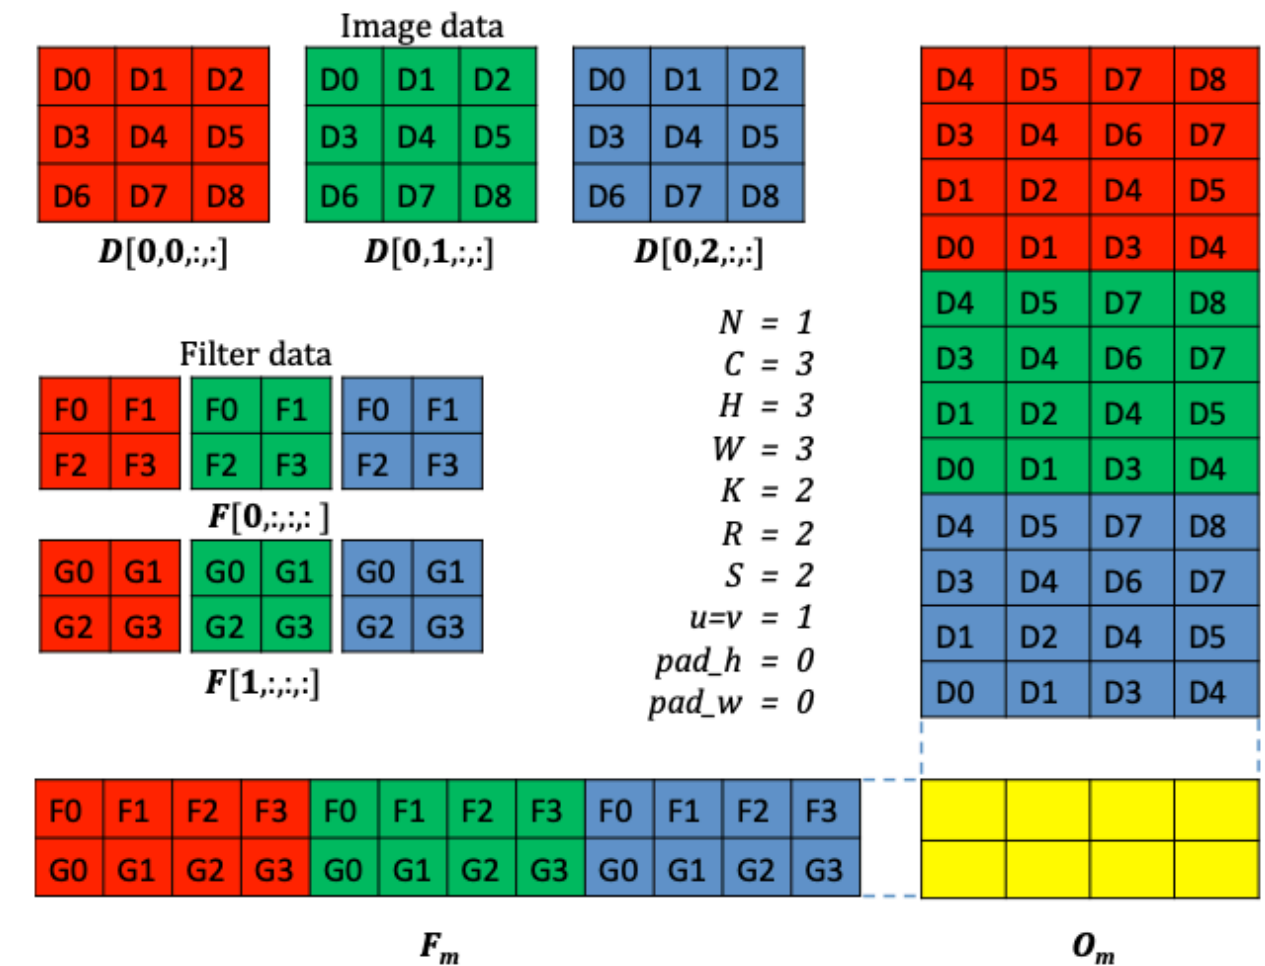 Image data
D0 D1 D2
D3 D4 D5
D6 D7 D8
D[0,0,:,:]
D0 D1 D2
D3 D4 D5
D6 D7 D8
D[0,1,:,:]
D0 D1 D2
D3 D4 D5
D6 D7 D8
D[0,2,:,:]
Filter data
F0 F1 F0 F1 F0 F1
F2 F3 F2 F3 F2 F3
F[0,:,:,: ]
G0 G1 G0 G1 G0 G1
G2 G3 G2 G3 G2 G3
F[1,:,:,:]
N = 1
C = 3
H = 3
W = 3
K = 2
R = 2
S = 2
u=v = 1
pad_h = 0
pad_w = 0
D4 D5 D7 D8
D3 D4 D6 D7
D1 D2 D4 D5
D0 D1 D3 D4
D4 D5 D7 D8
D3 D4 D6 D7
D1 D2 D4 D5
D0 D1 D3 D4
D4 D5 D7 D8
D3 D4 D6 D7
D1 D2 D4 D5
D0 D1 D3 D4
F0 F1 F2 F3 F0 F1 F2 F3 F0 F1 F2 F3
G0 G1 G2 G3 G0 G1 G2 G3 G0 G1 G2 G3
Fm
Om